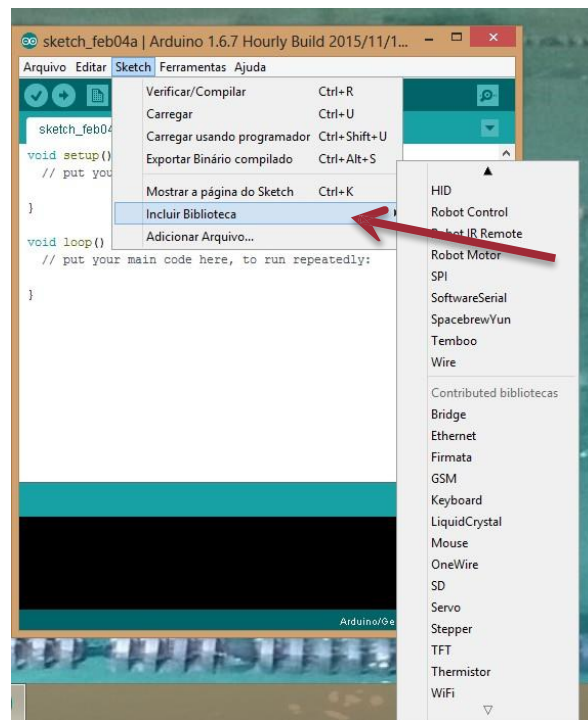 sketch_feb04a | Arduino 1.6.7 Hourly Build 2015/11/1...
Arquivo Editar Sketch Ferramentas Ajuda
Verificar/Compilar Ctrl+R
Carregar Ctrl+U
Carregar usando programador Ctrl+Shift+U
Exportar Binário compilado Ctrl+Alt+S
Mostrar a página do Sketch Ctrl+K
Incluir Biblioteca
Adicionar Arquivo...
sketch_feb04
void setup()
// put you
}
void loop()
// put your main code here, to run repeatedly:
}
Arduino/Ge
HID
Robot Control
Robot IR Remote
Robot Motor
SPI
SoftwareSerial
SpacebrewYun
Temboo
Wire
Contributed bibliotecas
Bridge
Ethernet
Firmata
GSM
Keyboard
LiquidCrystal
Mouse
OneWire
SD
Servo
Stepper
TFT
Thermistor
WiFi